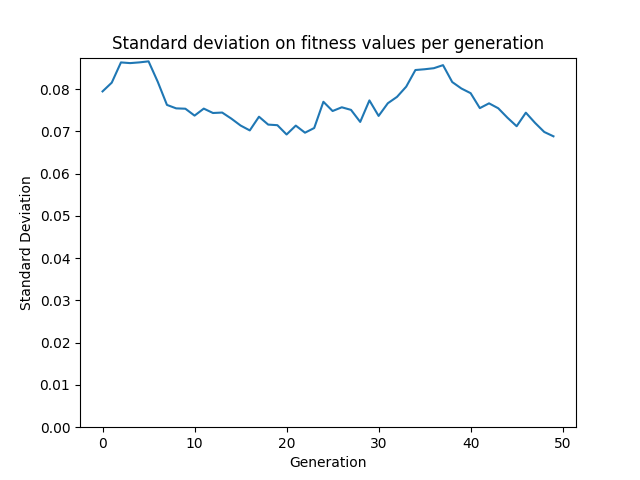 Standard deviation on fitness values per generation
Standard Deviation
0.08
0.07
0.06
0.05
0.04
0.03
0.02
0.01
0.00
0 10 20 30 40 50
Generation